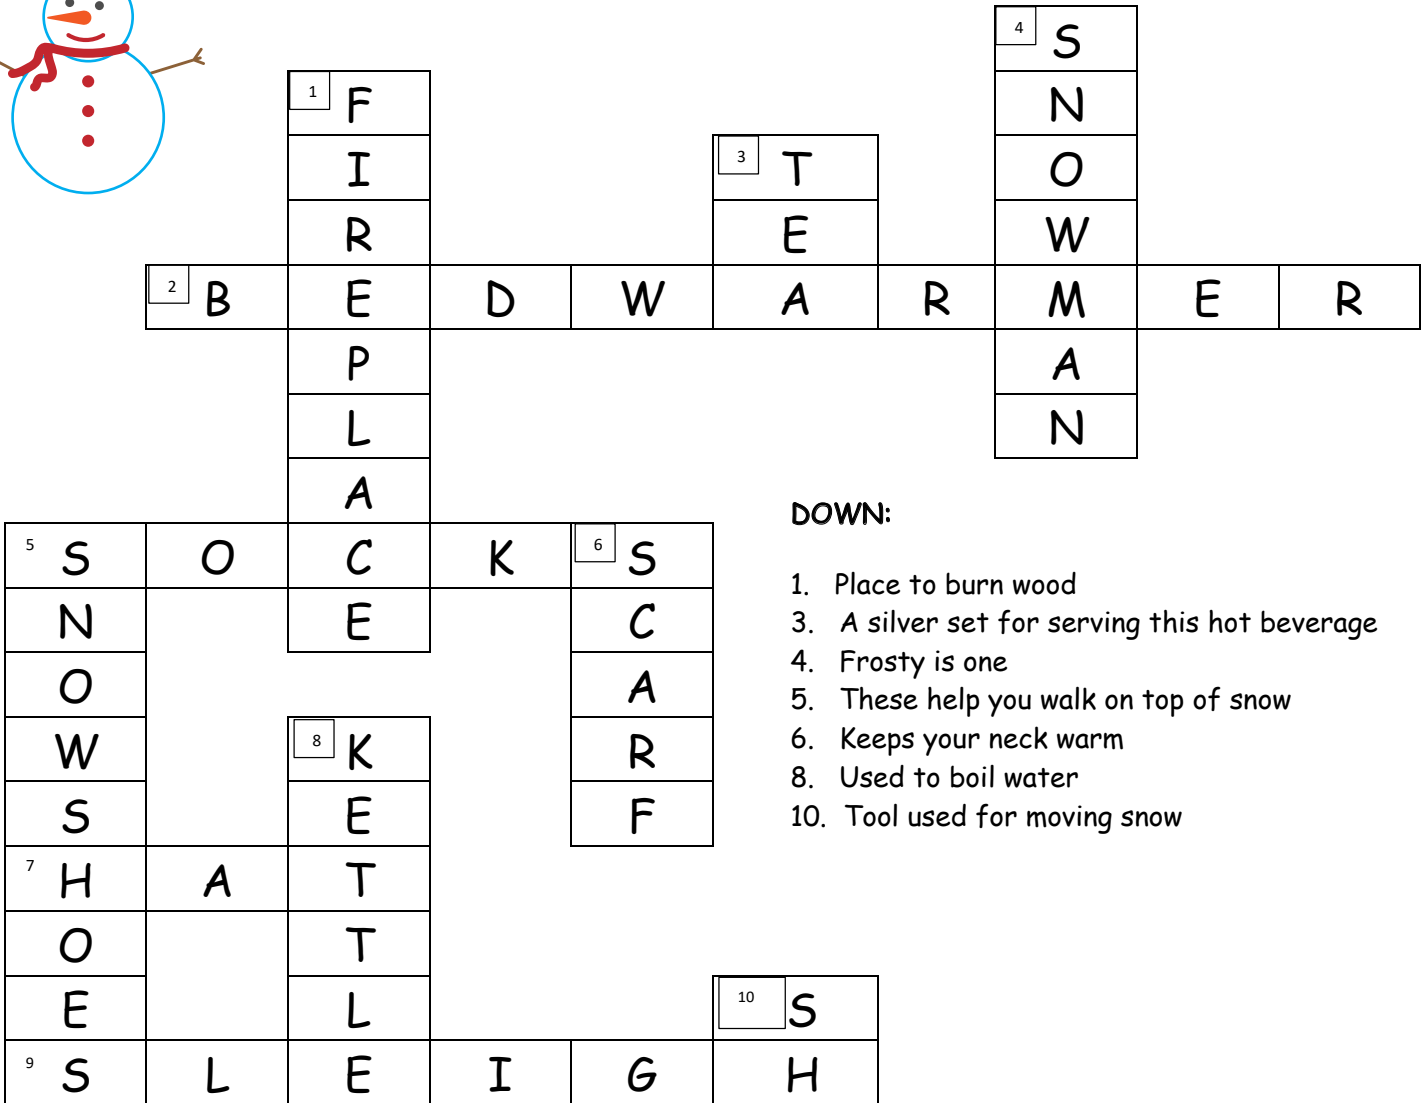 4 S
1 F N
I 3 T O
R E W
2 B E D W A R M E R
P A
L N
A
DOWN:
5 S O C K 6 S
1. Place to burn wood
N E C
3. A silver set for serving this hot beverage
4. Frosty is one
O A
5. These help you walk on top of snow
W 8 K R
6. Keeps your neck warm
8. Used to boil water
S E F
10. Tool used for moving snow
7 H A T
O T
E L 10 S
9 S L E I G H